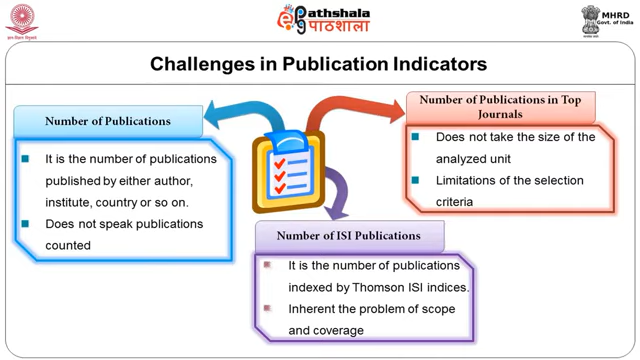 Pathshala
पाठशाला
MHRD
Govt. of India
Challenges in Publication Indicators
Number of Publications
It is the number of publications
published by either author,
institute, country or so on.
Does not speak publications
counted
Number of Publications in Top
Journals
Does not take the size of the
analyzed unit
Limitations of the selection
criteria
Number of ISI Publications
It is the number of publications
indexed by Thomson ISI indices.
Inherent the problem of scope
and coverage